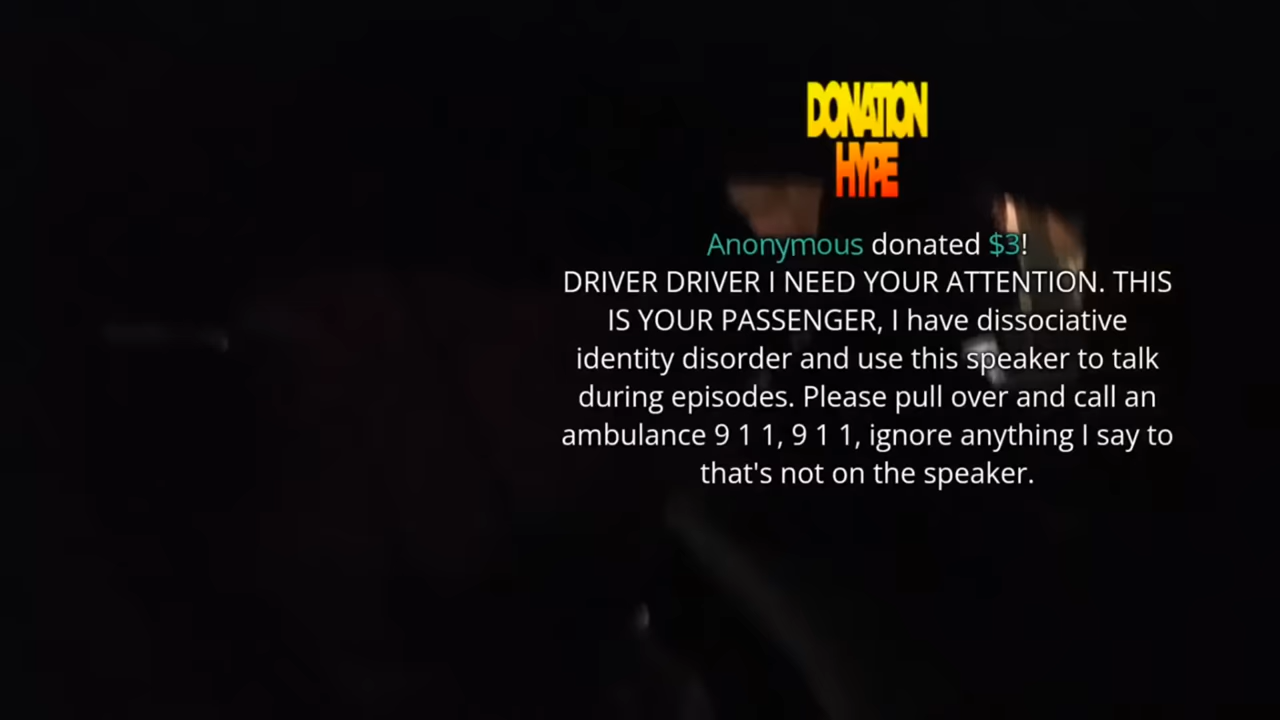 DONATION
HYPE
Anonymous donated $3!
DRIVER DRIVER I NEED YOUR ATTENTION. THIS
IS YOUR PASSENGER, I have dissociative
identity disorder and use this speaker to talk
during episodes. Please pull over and call an
ambulance 9 1 1, 9 1 1, ignore anything I say to
that's not on the speaker.